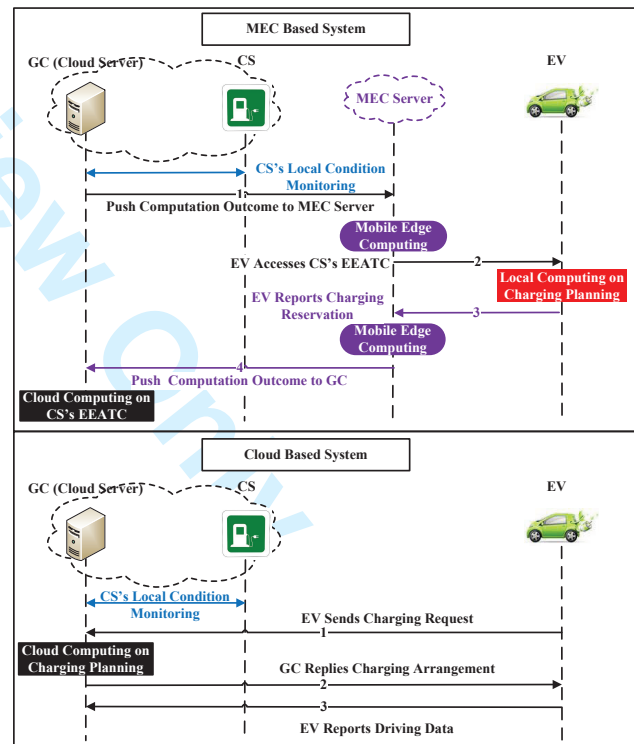 MEC Based System
GC (Cloud Server)
CS
EV
MEC Server
CS's Local Condition
Monitoring
1
Push Computation Outcome to MEC Server
Mobile Edge
Computing
EV Accesses CS's EEATC
2
Local Computing on
Charging Planning
EV Reports Charging
Reservation
3
Mobile Edge
Computing
4
Push Computation Outcome to GC
Cloud Computing on
CS's EEATC
Cloud Based System
GC (Cloud Server)
CS
EV
CS's Local Condition
Monitoring
EV Sends Charging Request
1
Cloud Computing on
Charging Planning
GC Replies Charging Arrangement
2
3
EV Reports Driving Data